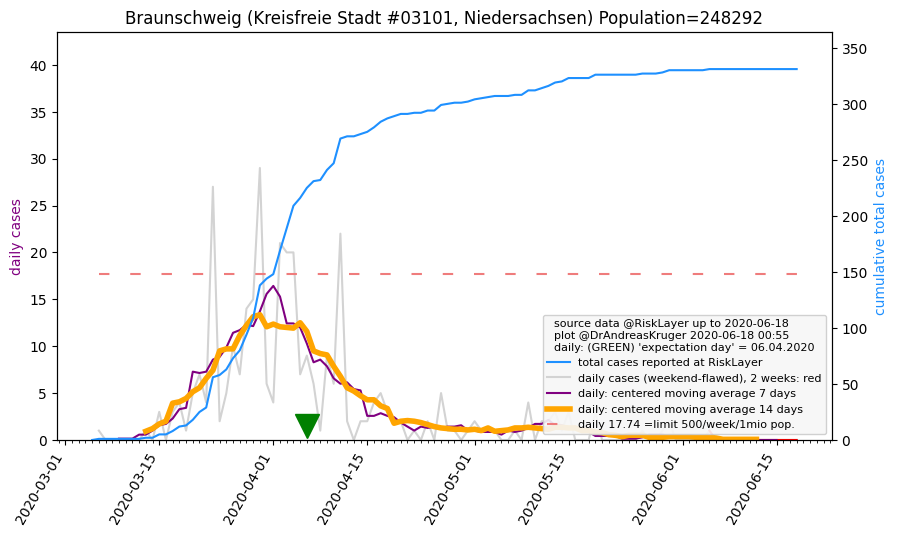 Braunschweig (Kreisfreie Stadt #03101, Niedersachsen) Population=248292
daily cases
40
35
30
25
20
15
10
5
0
350
300
250
200
150
100
50
0
cumulative total cases
source data @RiskLayer up to 2020-06-18
plot @DrAndreasKruger 2020-06-18 00:55
daily: (GREEN) 'expectation day' = 06.04.2020
total cases reported at RiskLayer
daily cases (weekend-flawed), 2 weeks: red
daily: centered moving average 7 days
daily: centered moving average 14 days
daily 17.74 =limit 500/week/1mio pop.
2020-03-01
2020-03-15
2020-04-01
2020-04-15
2020-05-01
2020-05-15
2020-06-01
2020-06-15